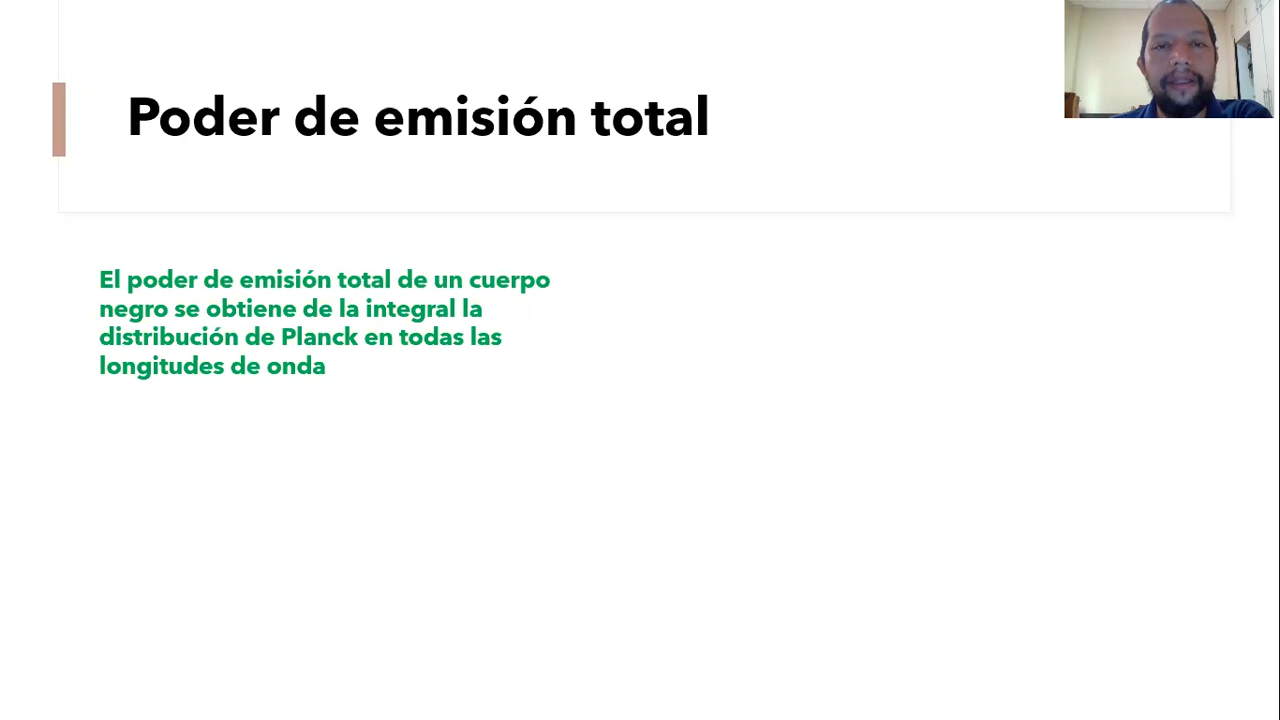 Poder de emisión total
El poder de emisión total de un cuerpo
negro se obtiene de la integral la
distribución de Planck en todas las
longitudes de onda